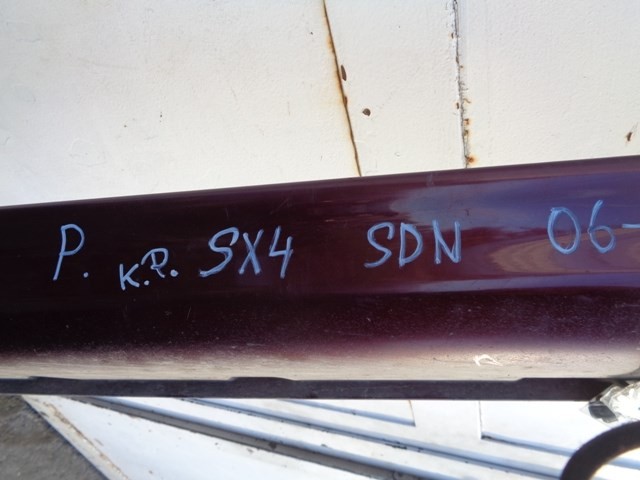 P. K.P. SX4 SDN 06-